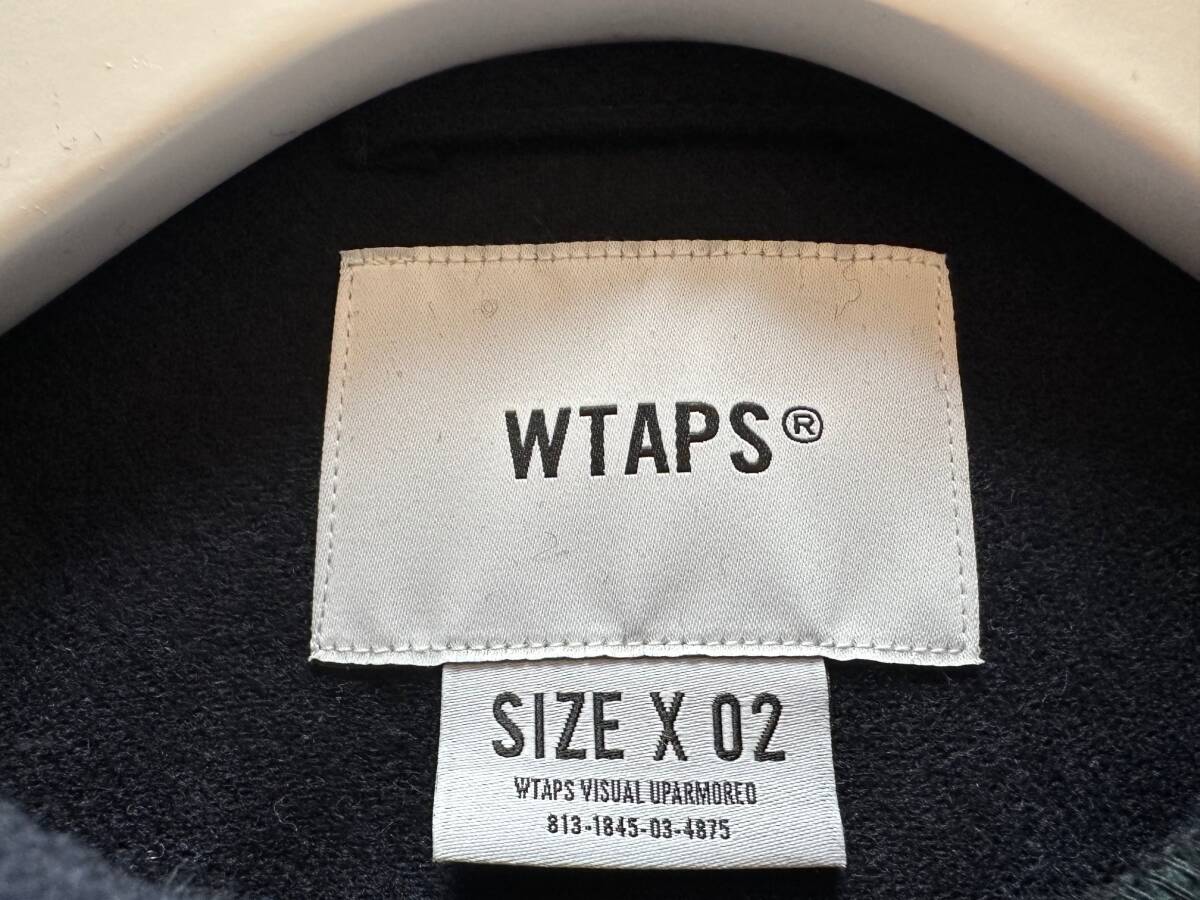 WTAPS®
SIZE X 02
WTAPS VISUAL UPARMORED
813-1845-03-4875